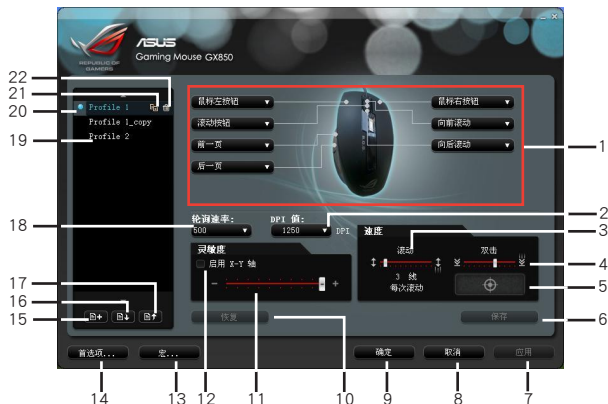 REPUBLIC OF
GAMERS
ASUS
Gaming Mouse GX850
22
21
20
19
18
17
16
15
Profile 1
Profile 1_copy
Profile 2
鼠标左按钮
滚动按钮
前一页
后一页
鼠标右按钮
向前滚动
向后滚动
1
轮询速率:
500
DPI 值:
1250
DPI
2
速度
3
滚动
双击
4
3 线
每次滚动
5
灵敏度
启用 X-Y 轴
- +
恢复
保存
6
首选项...
宏...
确定
取消
应用
14
13
12
11
10
9
8
7